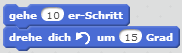 gehe 10 er-Schritt
drehe dich um 15 Grad